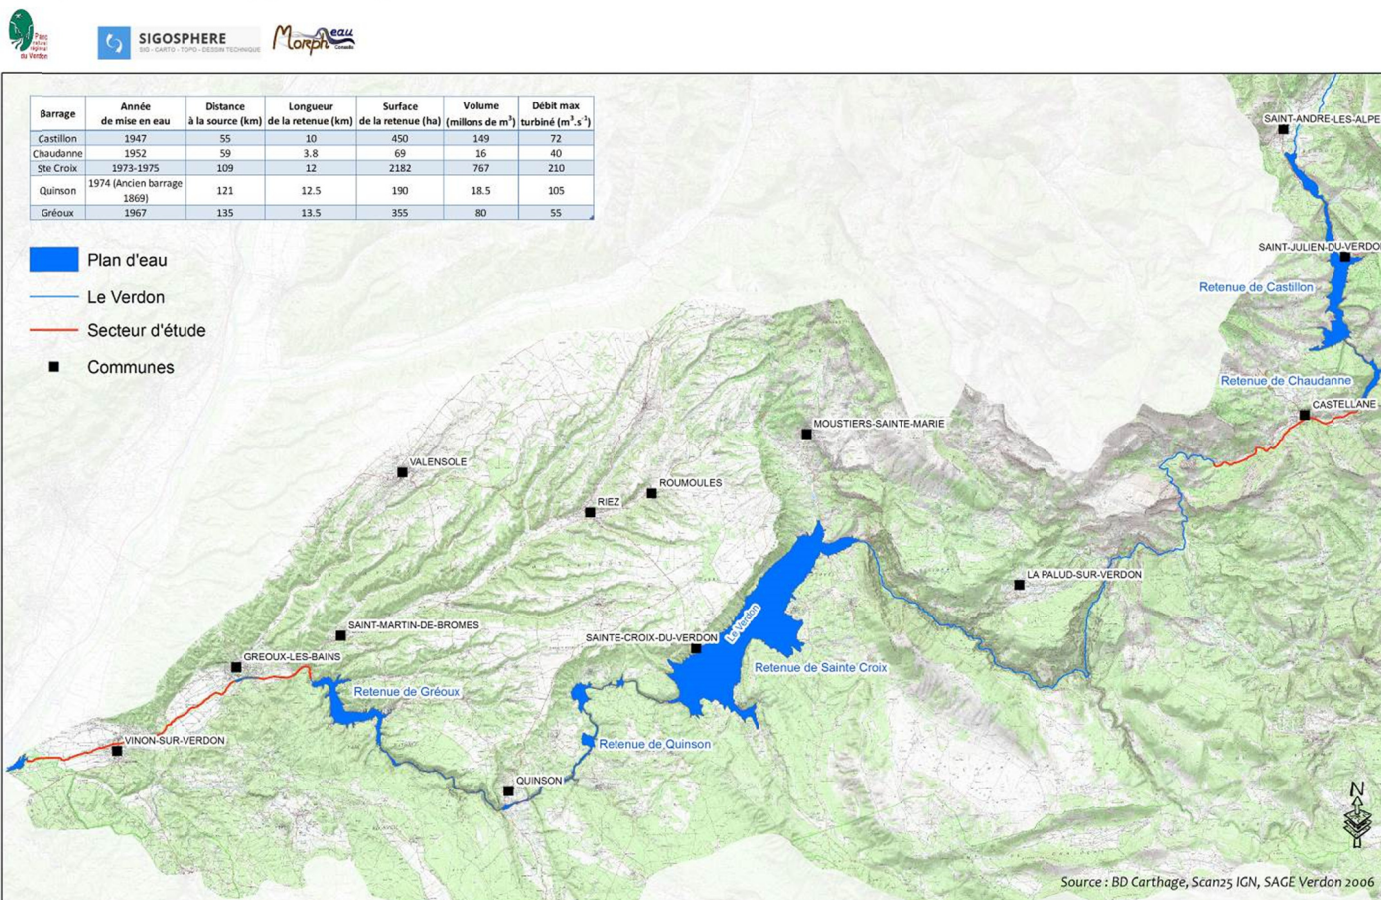 Parc
naturel
régional
du Verdon
SIGOSPHERE
SIG - CARTO - TOPO - DESSIN TECHNIQUE
Morph eau
Conseils
Barrage Année de mise en eau Distance à la source (km) Longueur de la retenue (km) Surface de la retenue (ha) Volume (millons de m³) Débit max turbiné (m³.s⁻¹)
Castillon 1947 55 10 450 149 72
Chaudanne 1952 59 3.8 69 16 40
Ste Croix 1973-1975 109 12 2182 767 210
Quinson 1974 (Ancien barrage 1869) 121 12.5 190 18.5 105
Gréoux 1967 135 13.5 355 80 55
Plan d'eau
Le Verdon
Secteur d'étude
Communes
SAINT-ANDRE-LES-ALPE
SAINT-JULIEN-DU-VERDON
Retenue de Castillon
Retenue de Chaudanne
CASTELLANE
MOUSTIERS-SAINTE-MARIE
VALENSOLE
ROUMOULES
RIEZ
LA PALUD-SUR-VERDON
Le Verdon
SAINT-MARTIN-DE-BROMES
SAINTE-CROIX-DU-VERDON
GREOUX-LES-BAINS
Retenue de Sainte Croix
Retenue de Gréoux
VINON-SUR-VERDON
Retenue de Quinson
QUINSON
N
Source : BD Carthage, Scan25 IGN, SAGE Verdon 2006